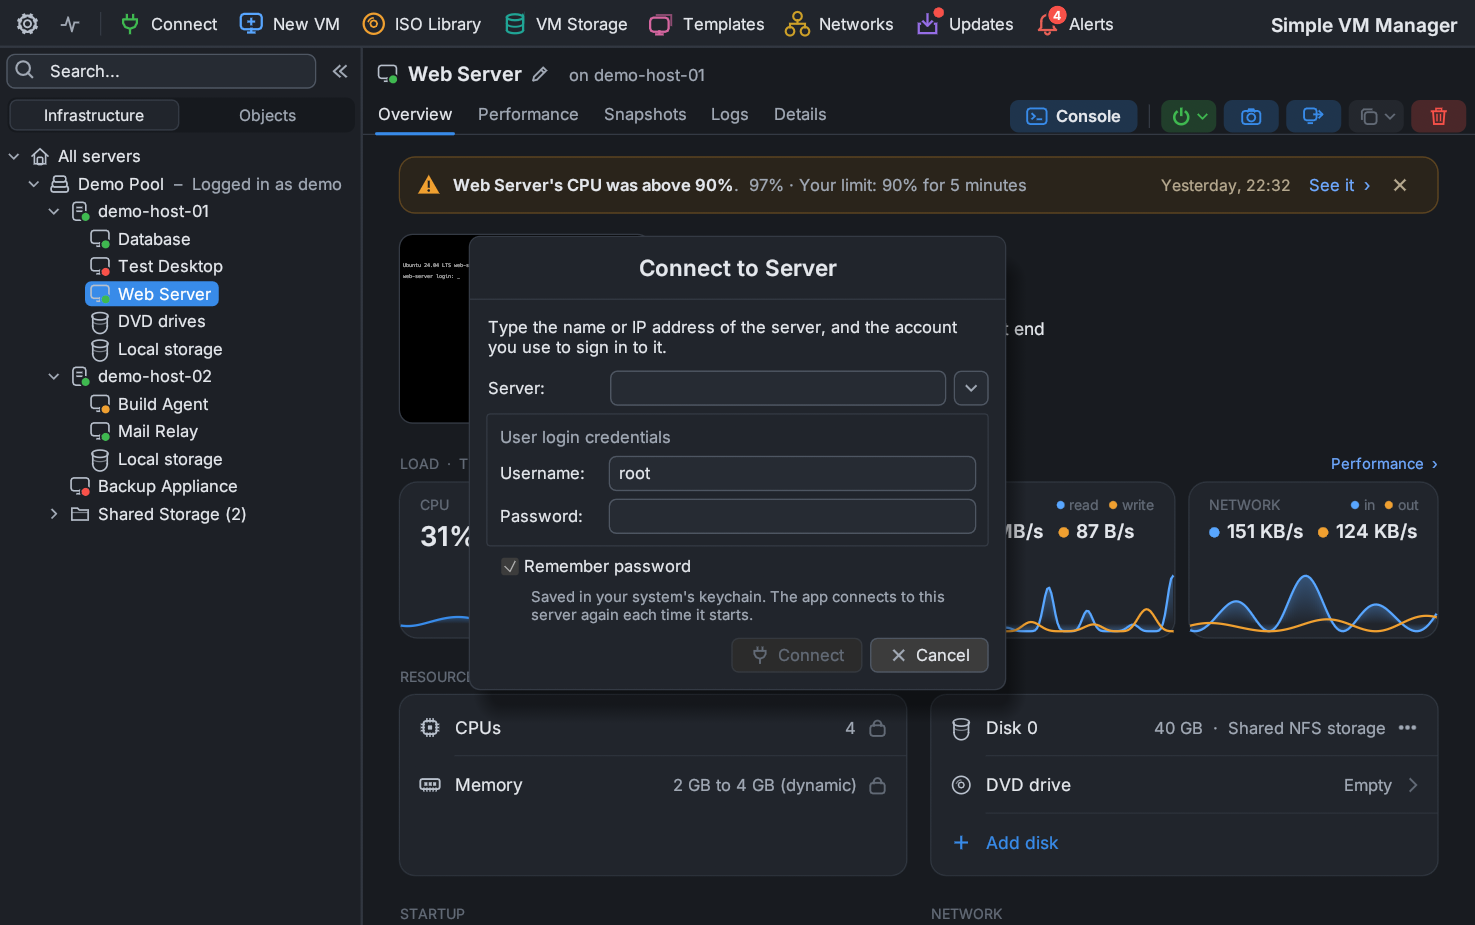 Connect
New VM
ISO Library
VM Storage
Templates
Networks
Updates
4
Alerts
Simple VM Manager
Search...
Infrastructure
Objects
All servers
Demo Pool – Logged in as demo
demo-host-01
Database
Test Desktop
Web Server
DVD drives
Local storage
demo-host-02
Build Agent
Mail Relay
Local storage
Backup Appliance
Shared Storage (2)
Web Server
on demo-host-01
Overview
Performance
Snapshots
Logs
Details
Console
Web Server's CPU was above 90%. 97% · Your limit: 90% for 5 minutes
Yesterday, 22:32
See it ›
Ubuntu 24.04 LTS web-s
web-server login: _
end
Connect to Server
Type the name or IP address of the server, and the account
you use to sign in to it.
Server:
User login credentials
Username:
root
Password:
Remember password
Saved in your system's keychain. The app connects to this
server again each time it starts.
Connect
Cancel
LOAD ·
Performance ›
CPU
31%
read
write
MB/s
87 B/s
NETWORK
in
out
151 KB/s
124 KB/s
CPUs
4
Memory
2 GB to 4 GB (dynamic)
Disk 0
40 GB · Shared NFS storage
DVD drive
Empty
+ Add disk
STARTUP
NETWORK